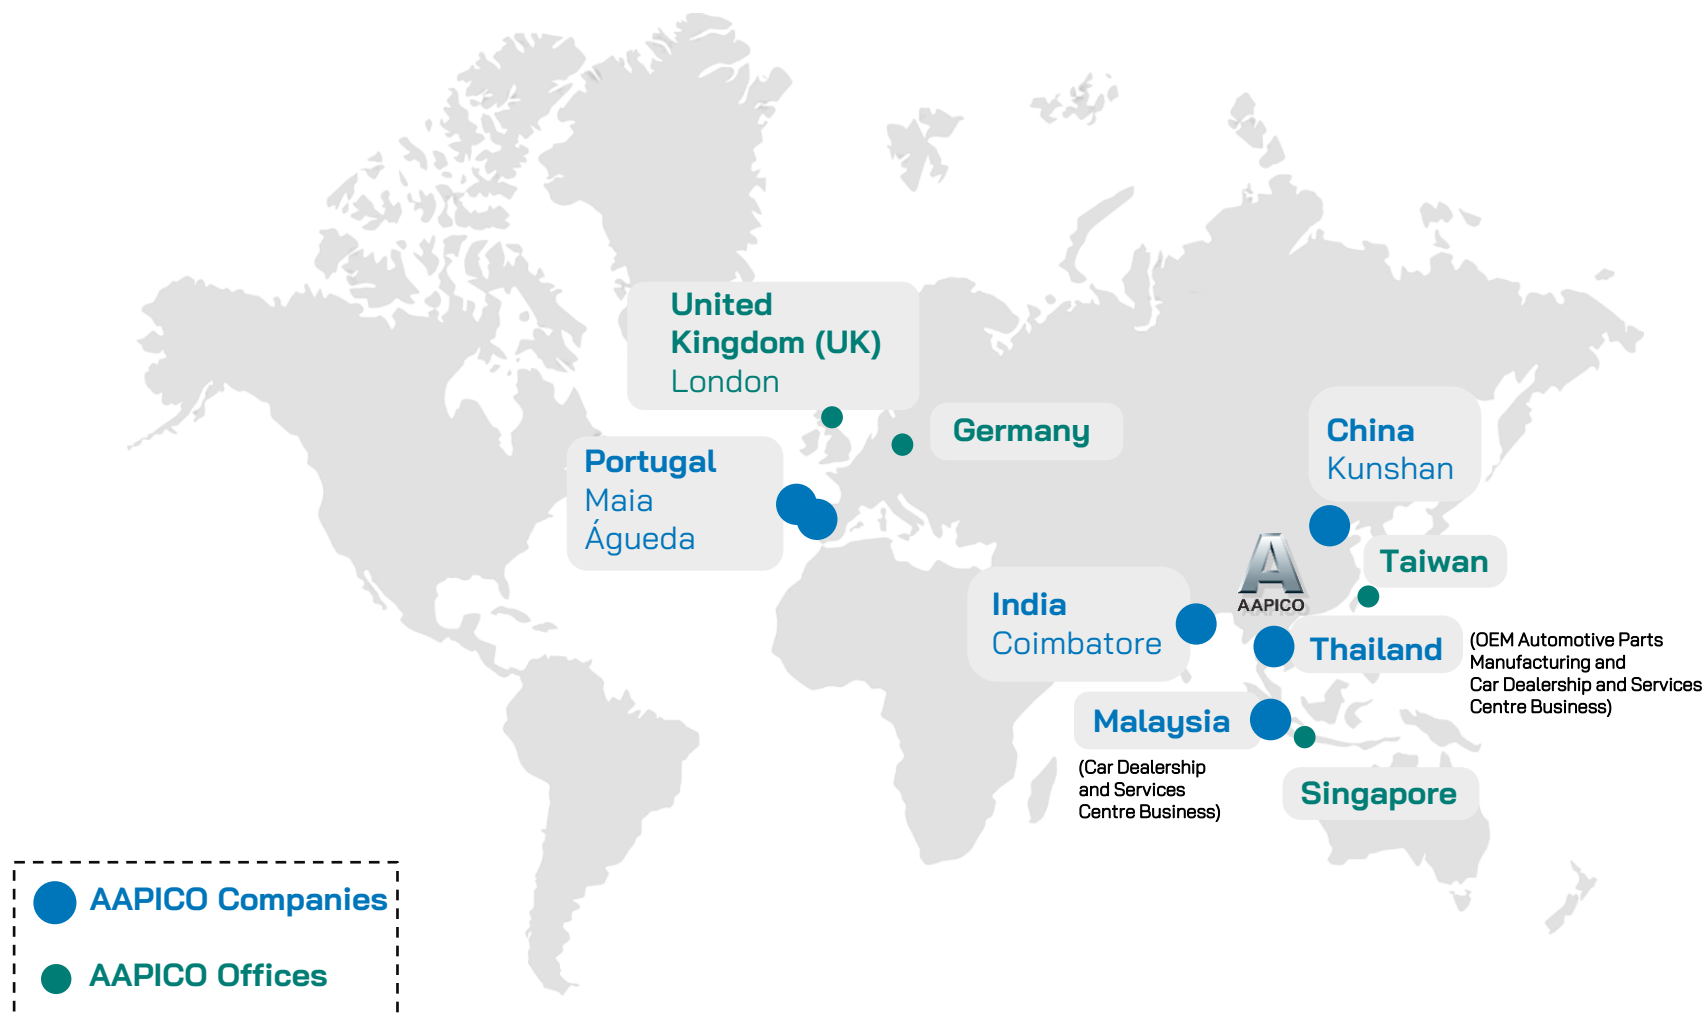 United
Kingdom (UK)
London
Germany
Portugal
Maia
Águeda
China
Kunshan
Taiwan
A
AAPICO
India
Coimbatore
Thailand
(OEM Automotive Parts
Manufacturing and
Car Dealership and Services
Centre Business)
Malaysia
(Car Dealership
and Services
Centre Business)
Singapore
AAPICO Companies
AAPICO Offices